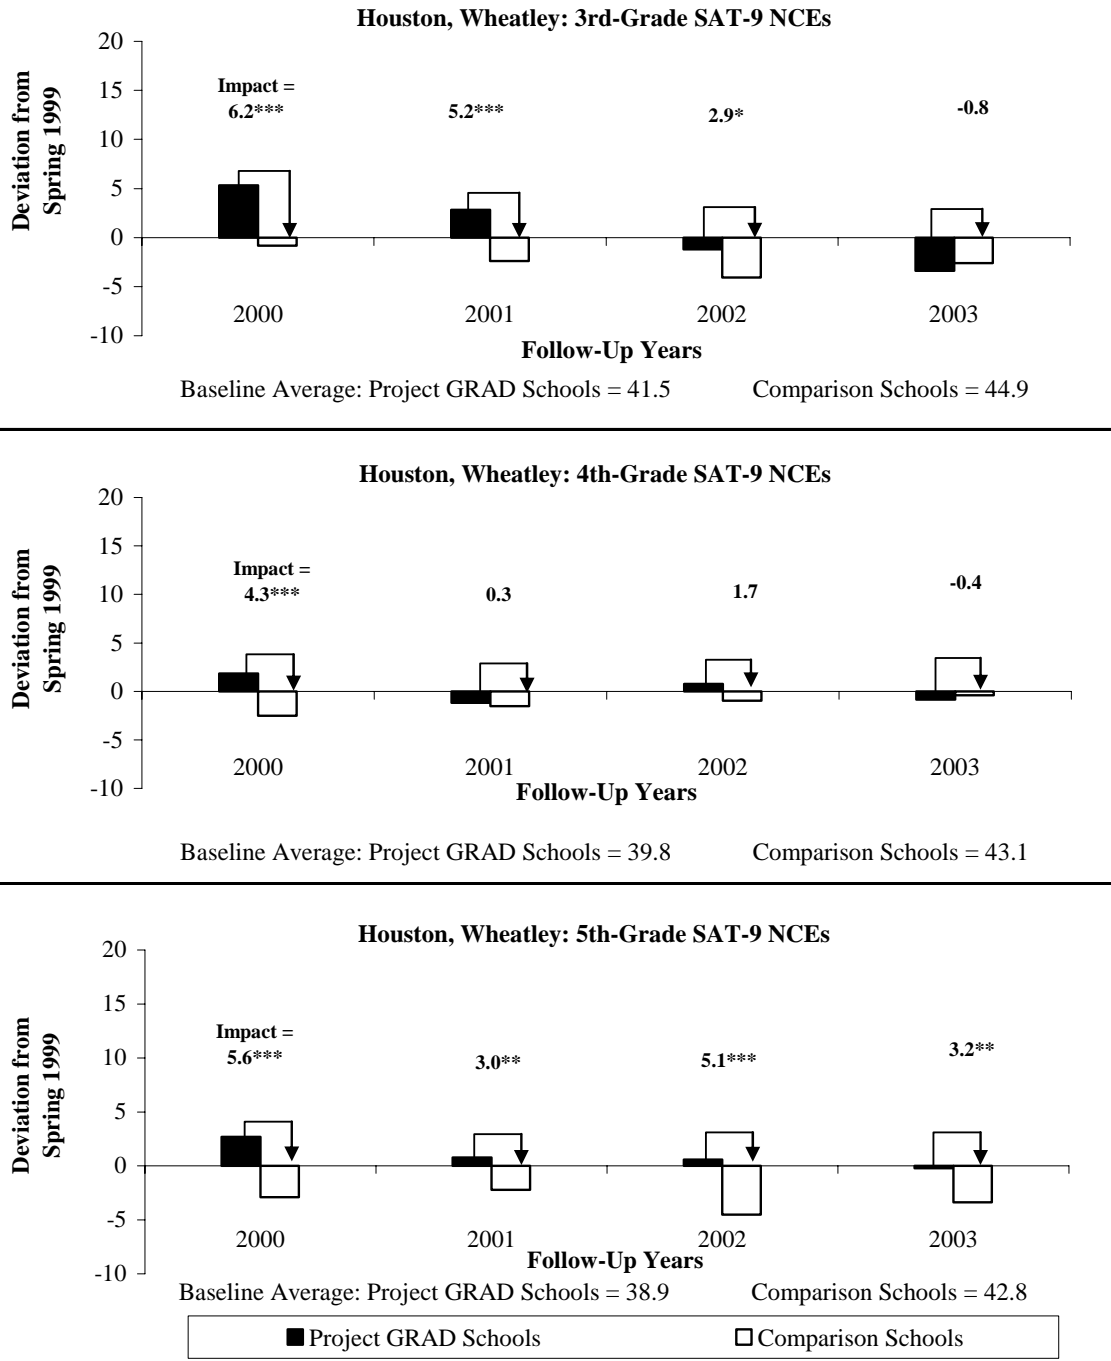 Houston, Wheatley: 3rd-Grade SAT-9 NCEs
Deviation from
Spring 1999
20
15
10
5
0
-5
-10
Impact =
6.2***
5.2***
2.9*
-0.8
2000
2001
2002
2003
Follow-Up Years
Baseline Average: Project GRAD Schools = 41.5
Comparison Schools = 44.9
Houston, Wheatley: 4th-Grade SAT-9 NCEs
Deviation from
Spring 1999
20
15
10
5
0
-5
-10
Impact =
4.3***
0.3
1.7
-0.4
2000
2001
2002
2003
Follow-Up Years
Baseline Average: Project GRAD Schools = 39.8
Comparison Schools = 43.1
Houston, Wheatley: 5th-Grade SAT-9 NCEs
Deviation from
Spring 1999
20
15
10
5
0
-5
-10
Impact =
5.6***
3.0**
5.1***
3.2**
2000
2001
2002
2003
Follow-Up Years
Baseline Average: Project GRAD Schools = 38.9
Comparison Schools = 42.8
Project GRAD Schools
Comparison Schools